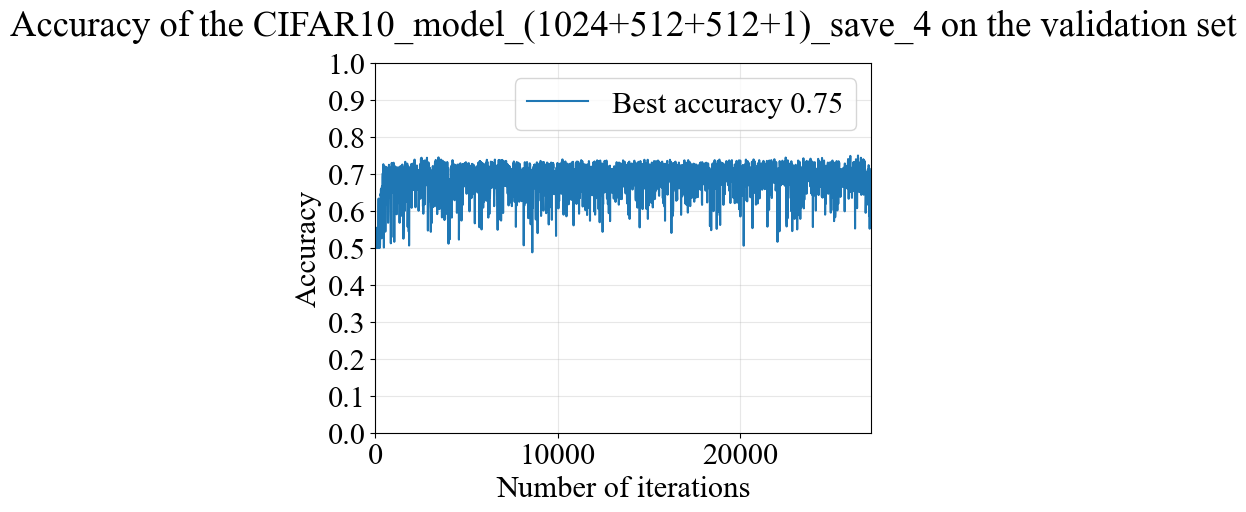 Accuracy of the CIFAR10_model_(1024+512+512+1)_save_4 on the validation set
1.0
0.9
0.8
0.7
0.6
0.5
0.4
0.3
0.2
0.1
0.0
Accuracy
Best accuracy 0.75
0 10000 20000
Number of iterations